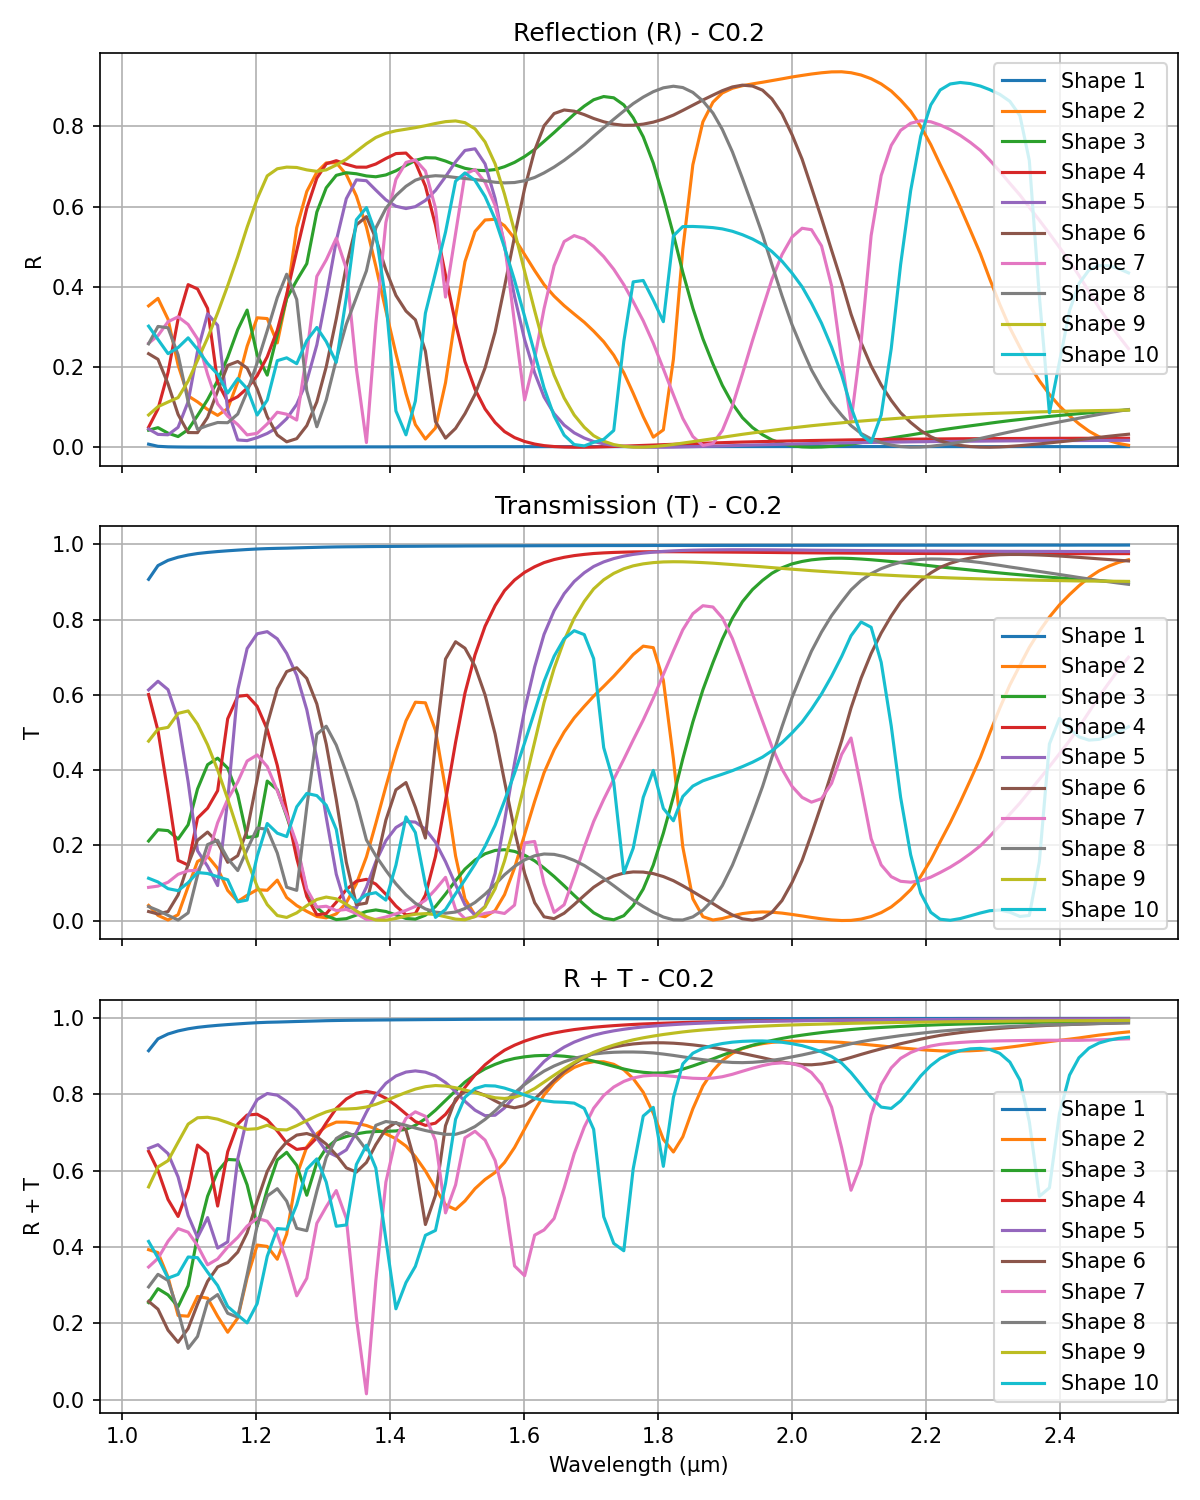 Reflection (R) - C0.2
R
0.8
0.6
0.4
0.2
0.0
Shape 1
Shape 2
Shape 3
Shape 4
Shape 5
Shape 6
Shape 7
Shape 8
Shape 9
Shape 10
Transmission (T) - C0.2
T
1.0
0.8
0.6
0.4
0.2
0.0
Shape 1
Shape 2
Shape 3
Shape 4
Shape 5
Shape 6
Shape 7
Shape 8
Shape 9
Shape 10
R + T - C0.2
R + T
1.0
0.8
0.6
0.4
0.2
0.0
Shape 1
Shape 2
Shape 3
Shape 4
Shape 5
Shape 6
Shape 7
Shape 8
Shape 9
Shape 10
1.0 1.2 1.4 1.6 1.8 2.0 2.2 2.4
Wavelength (μm)